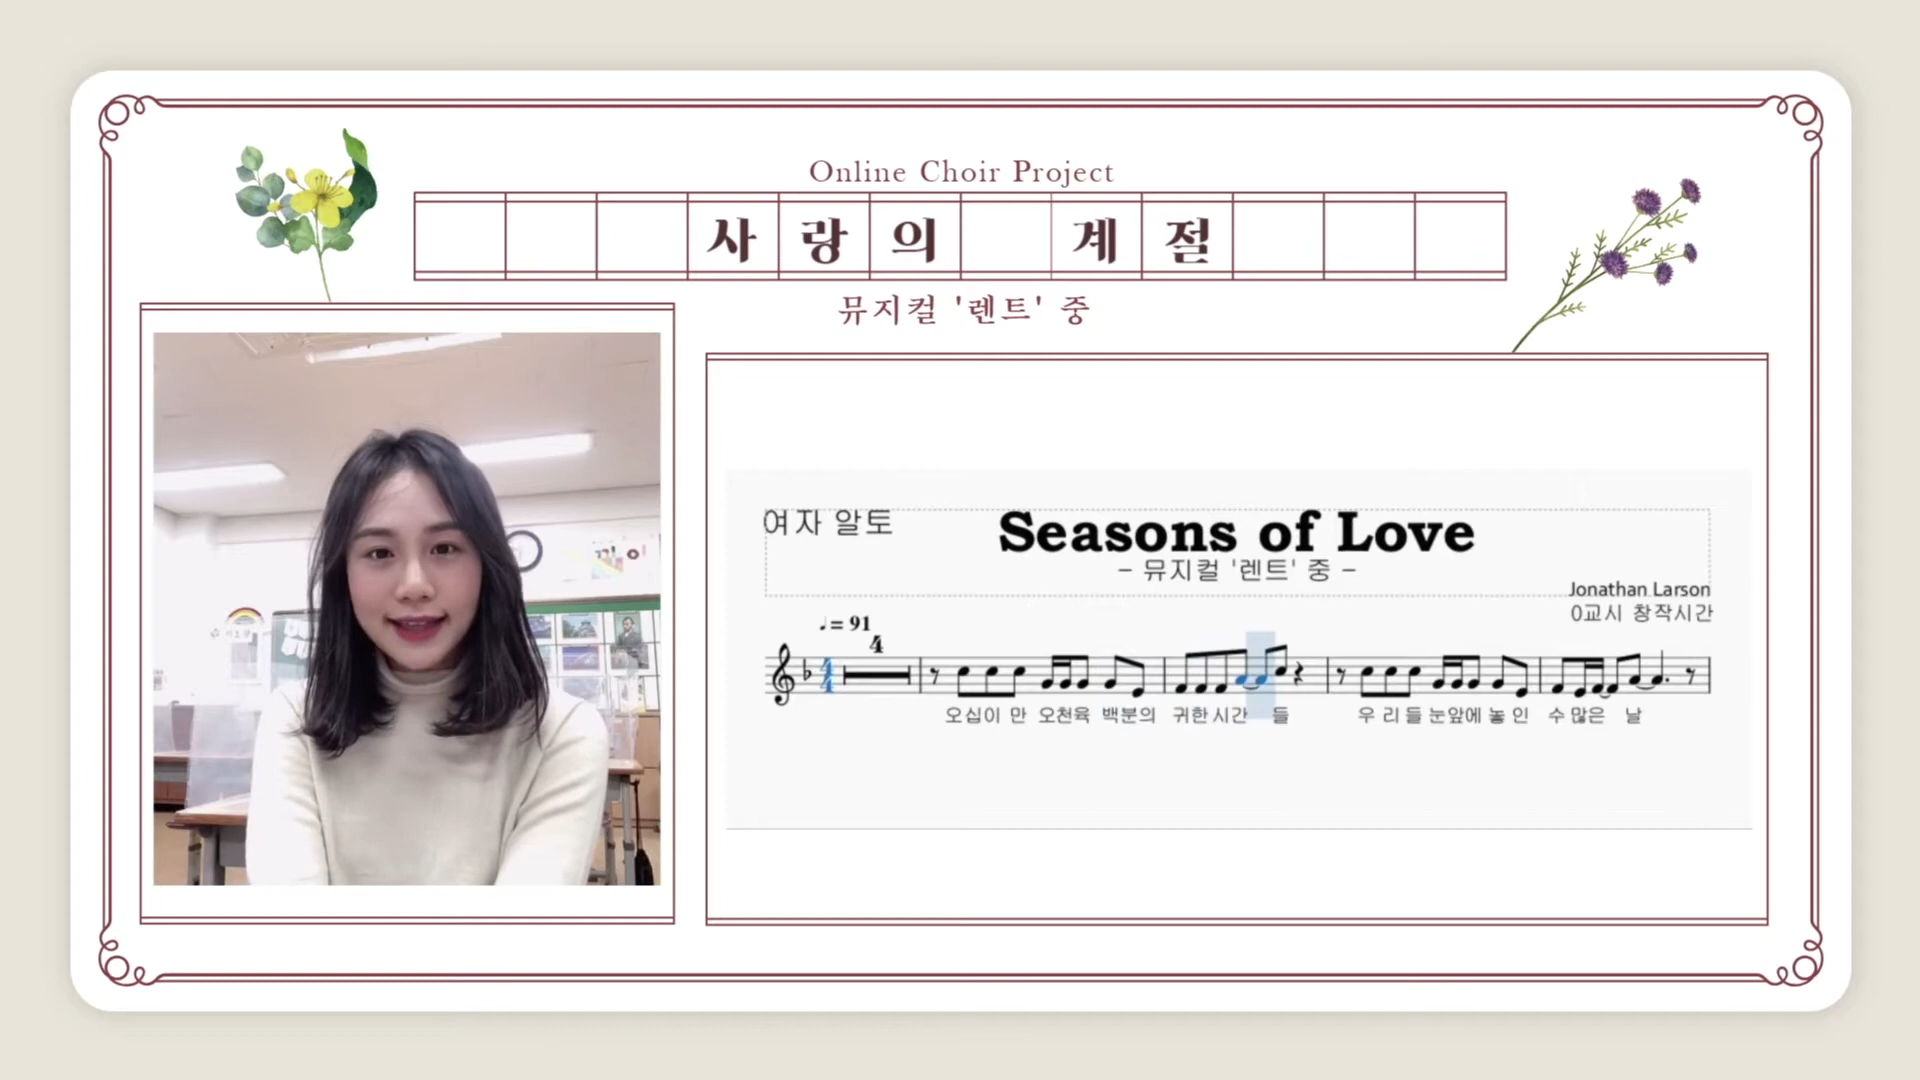 Online Choir Project
사랑의 계절
뮤지컬 '렌트' 중
여자 알토
Seasons of Love
– 뮤지컬 '렌트' 중 –
Jonathan Larson
0교시 창작시간
♩= 91
4
오십이 만 오천육 백분의 귀한 시간 들 우 리 들 눈앞에 놓 인 수 많은 날